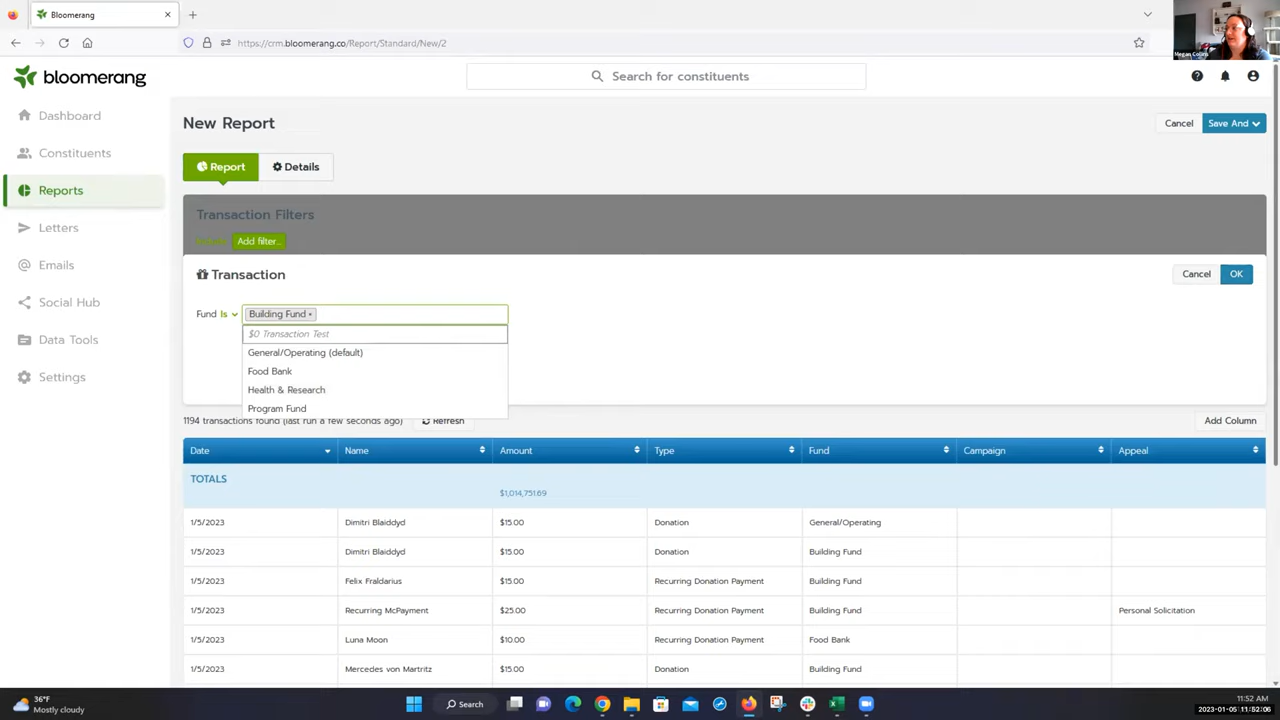 Bloomerang
https://crm.bloomerang.co/Report/Standard/New/2
Megan Colins
bloomerang
Search for constituents
Dashboard
Constituents
Reports
Letters
Emails
Social Hub
Data Tools
Settings
New Report
Cancel
Save And
Report
Details
Transaction Filters
Add filter...
Transaction
Cancel
OK
Fund Is
Building Fund ×
$0 Transaction Test
General/Operating (default)
Food Bank
Health & Research
Program Fund
1194 transactions found (last run a few seconds ago)
Refresh
Add Column
Date Name Amount Type Fund Campaign Appeal
TOTALS
$1,014,751.69
1/5/2023 Dimitri Blaiddyd $15.00 Donation General/Operating
1/5/2023 Dimitri Blaiddyd $15.00 Donation Building Fund
1/5/2023 Felix Fraldarius $15.00 Recurring Donation Payment Building Fund
1/5/2023 Recurring McPayment $25.00 Recurring Donation Payment Building Fund Personal Solicitation
1/5/2023 Luna Moon $10.00 Recurring Donation Payment Food Bank
1/5/2023 Mercedes von Martritz $15.00 Donation Building Fund
36°F
Mostly cloudy
Search
11:52 AM
2023-01-05 11:52:06